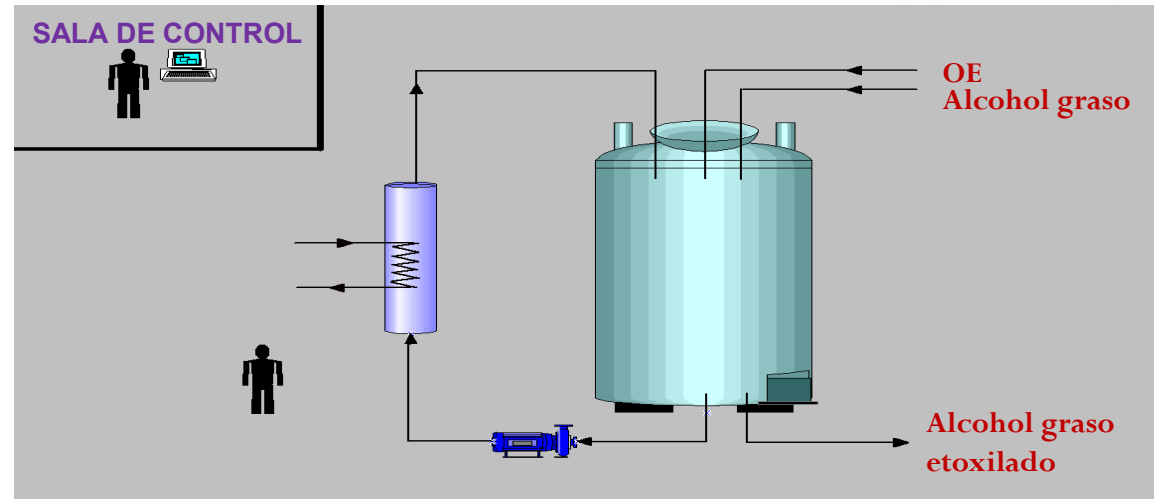 SALA DE CONTROL
OE
Alcohol graso
Alcohol graso
etoxilado